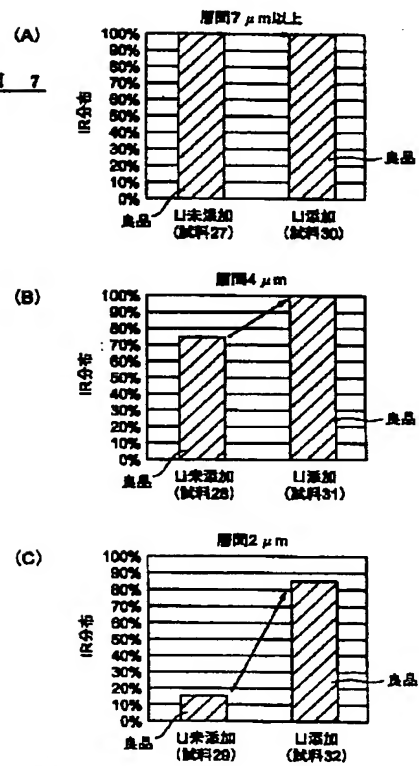 (A)
層間7 μm以上
7
IR分布
100%
90%
80%
70%
60%
50%
40%
30%
20%
10%
0%
良品
良品
Li未添加
(試料27)
Li添加
(試料30)
(B)
層間4 μm
IR分布
100%
90%
80%
70%
60%
50%
40%
30%
20%
10%
0%
良品
良品
Li未添加
(試料28)
Li添加
(試料31)
(C)
層間2 μm
IR分布
100%
90%
80%
70%
60%
50%
40%
30%
20%
10%
0%
良品
良品
Li未添加
(試料29)
Li添加
(試料32)